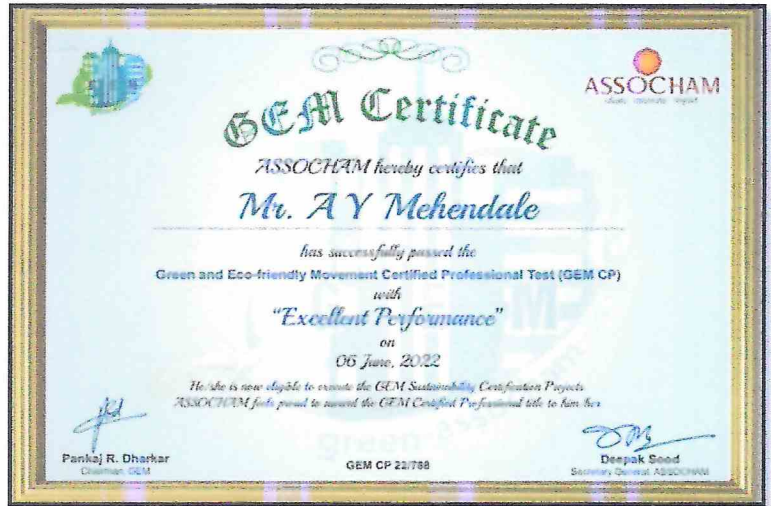 ASSOCHAM
GEM Certificate
ASSOCHAM hereby certifies that
Mr. A Y Mehendale
has successfully passed the
Green and Eco-friendly Movement Certified Professional Test (GEM CP)
with
"Excellent Performance"
on
06 June, 2022
He/she is now eligible to execute the GEM Sustainability Certification Projects
ASSOCHAM feels proud to award the GEM Certified Professional title to him/her
Pankaj R. Dharkar
Chairman, GEM
GEM CP 22/788
Deepak Sood
Secretary General, ASSOCHAM